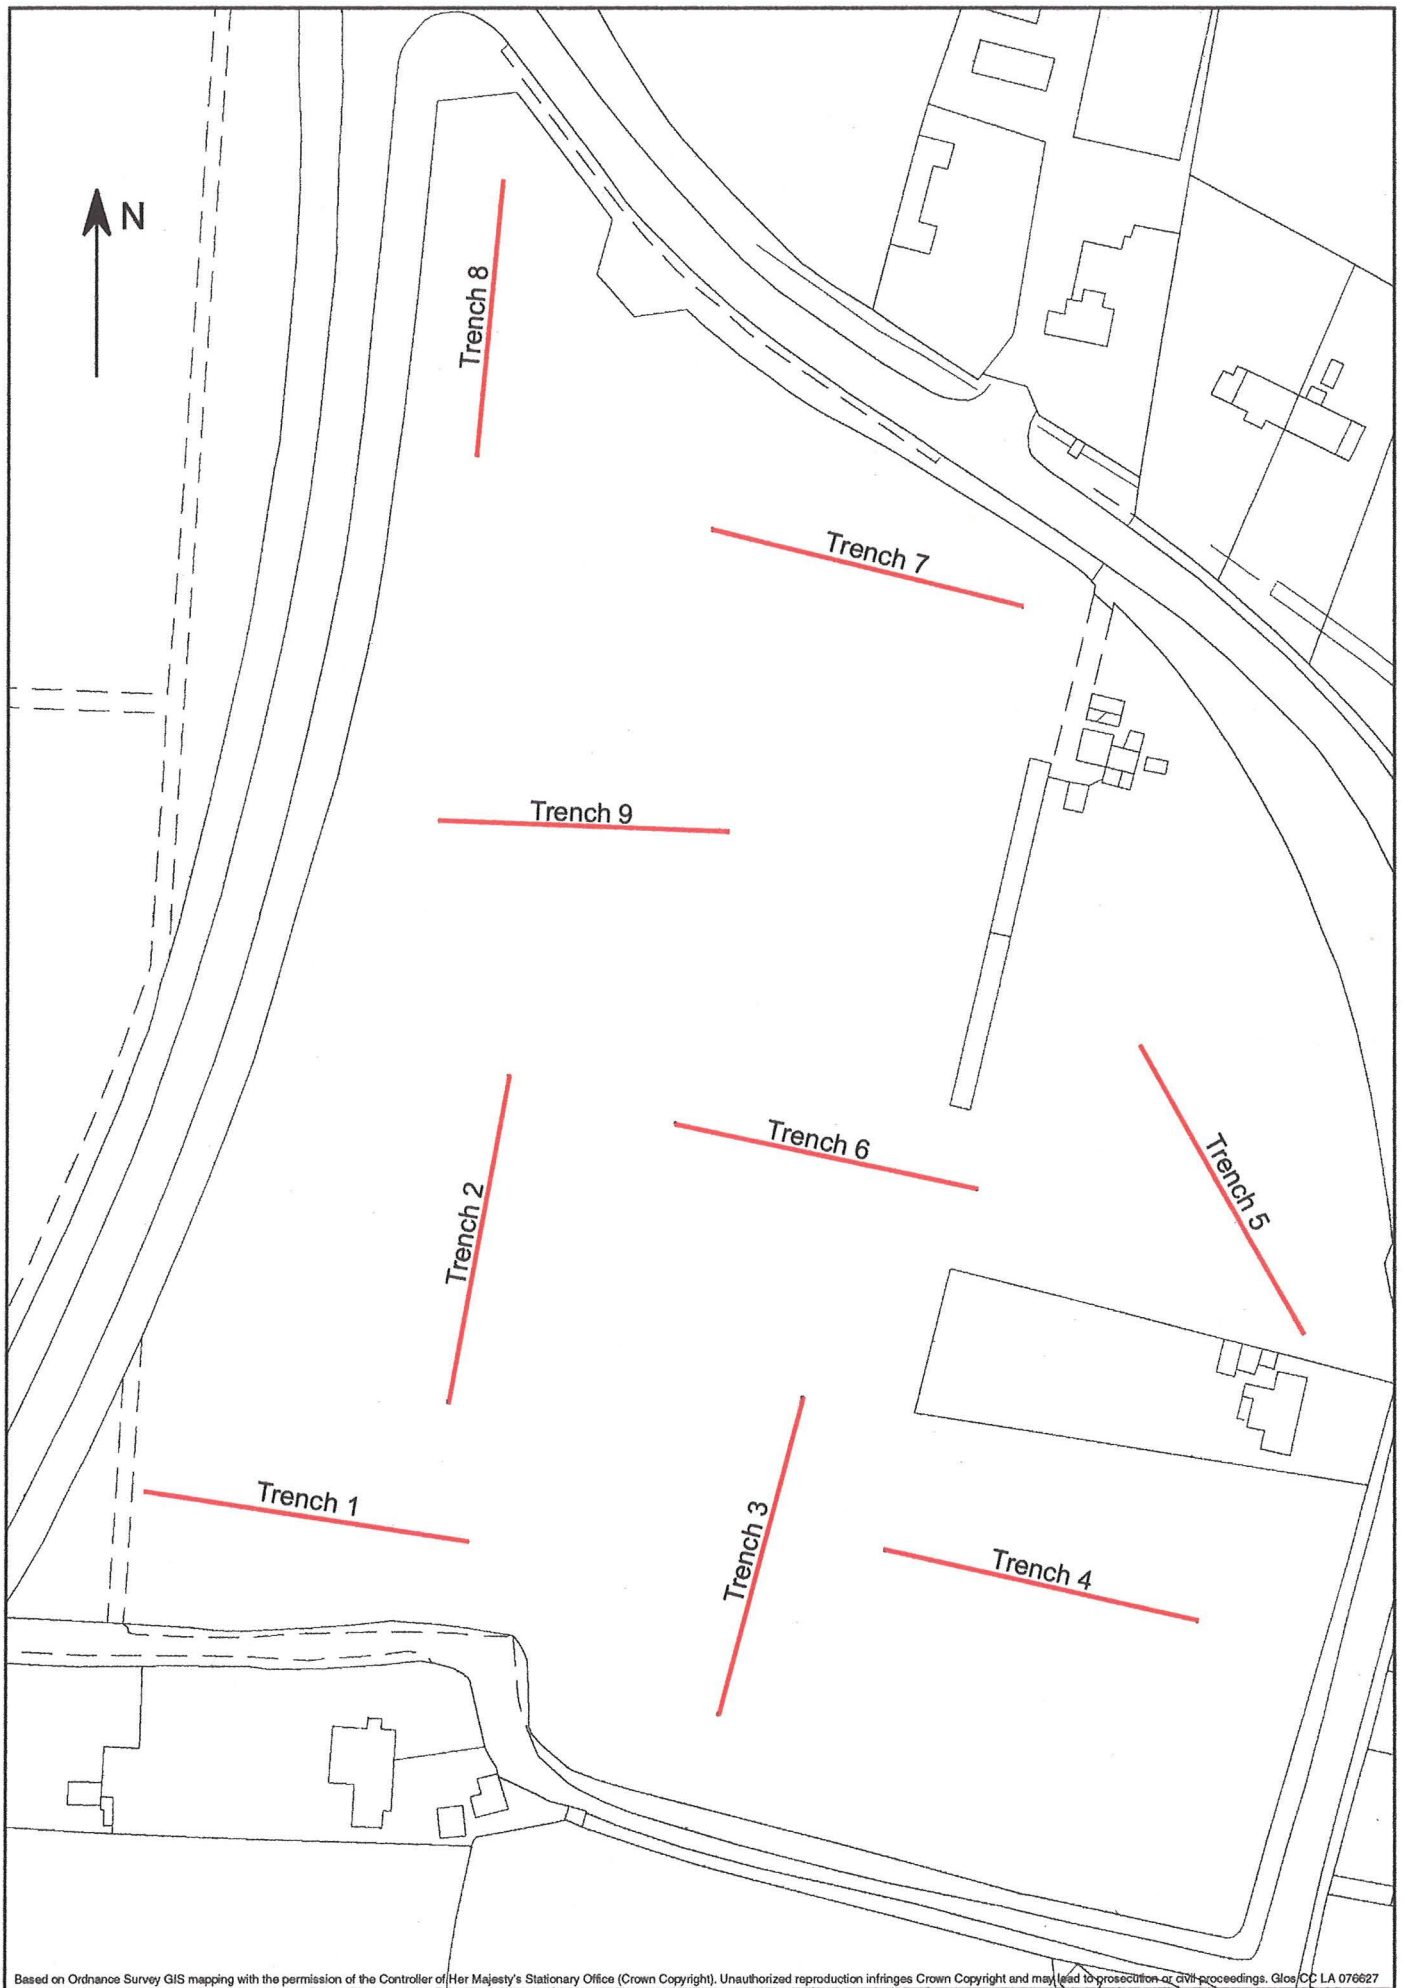 N
Trench 8
Trench 7
Trench 9
Trench 6
Trench 5
Trench 2
Trench 1
Trench 3
Trench 4
Based on Ordnance Survey GIS mapping with the permission of the Controller of Her Majesty's Stationary Office (Crown Copyright). Unauthorized reproduction infringes Crown Copyright and may lead to prosecution or civil proceedings. Glos CC LA 076627